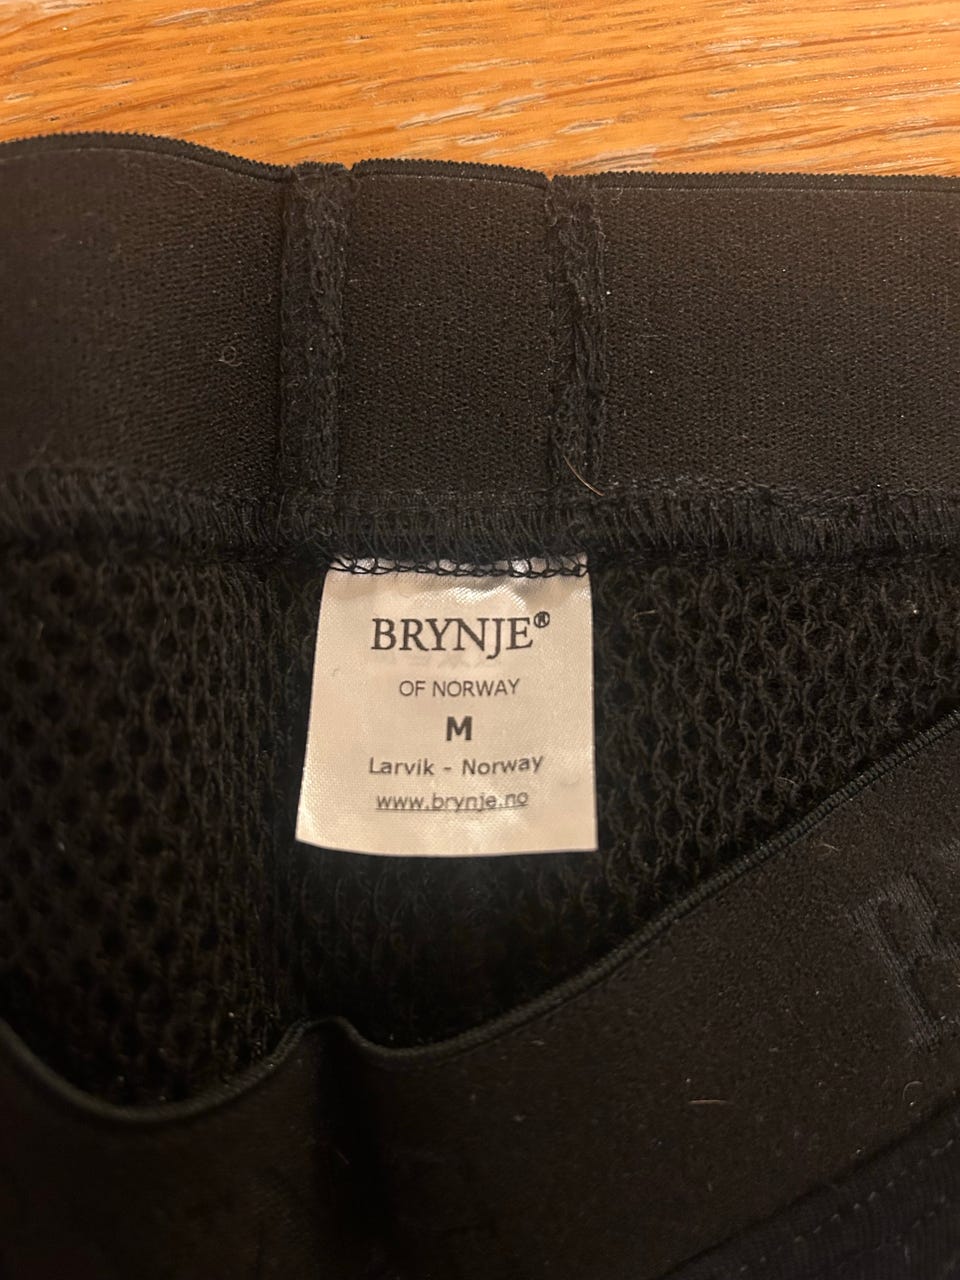 BRYNJE®
OF NORWAY
M
Larvik - Norway
www.brynje.no